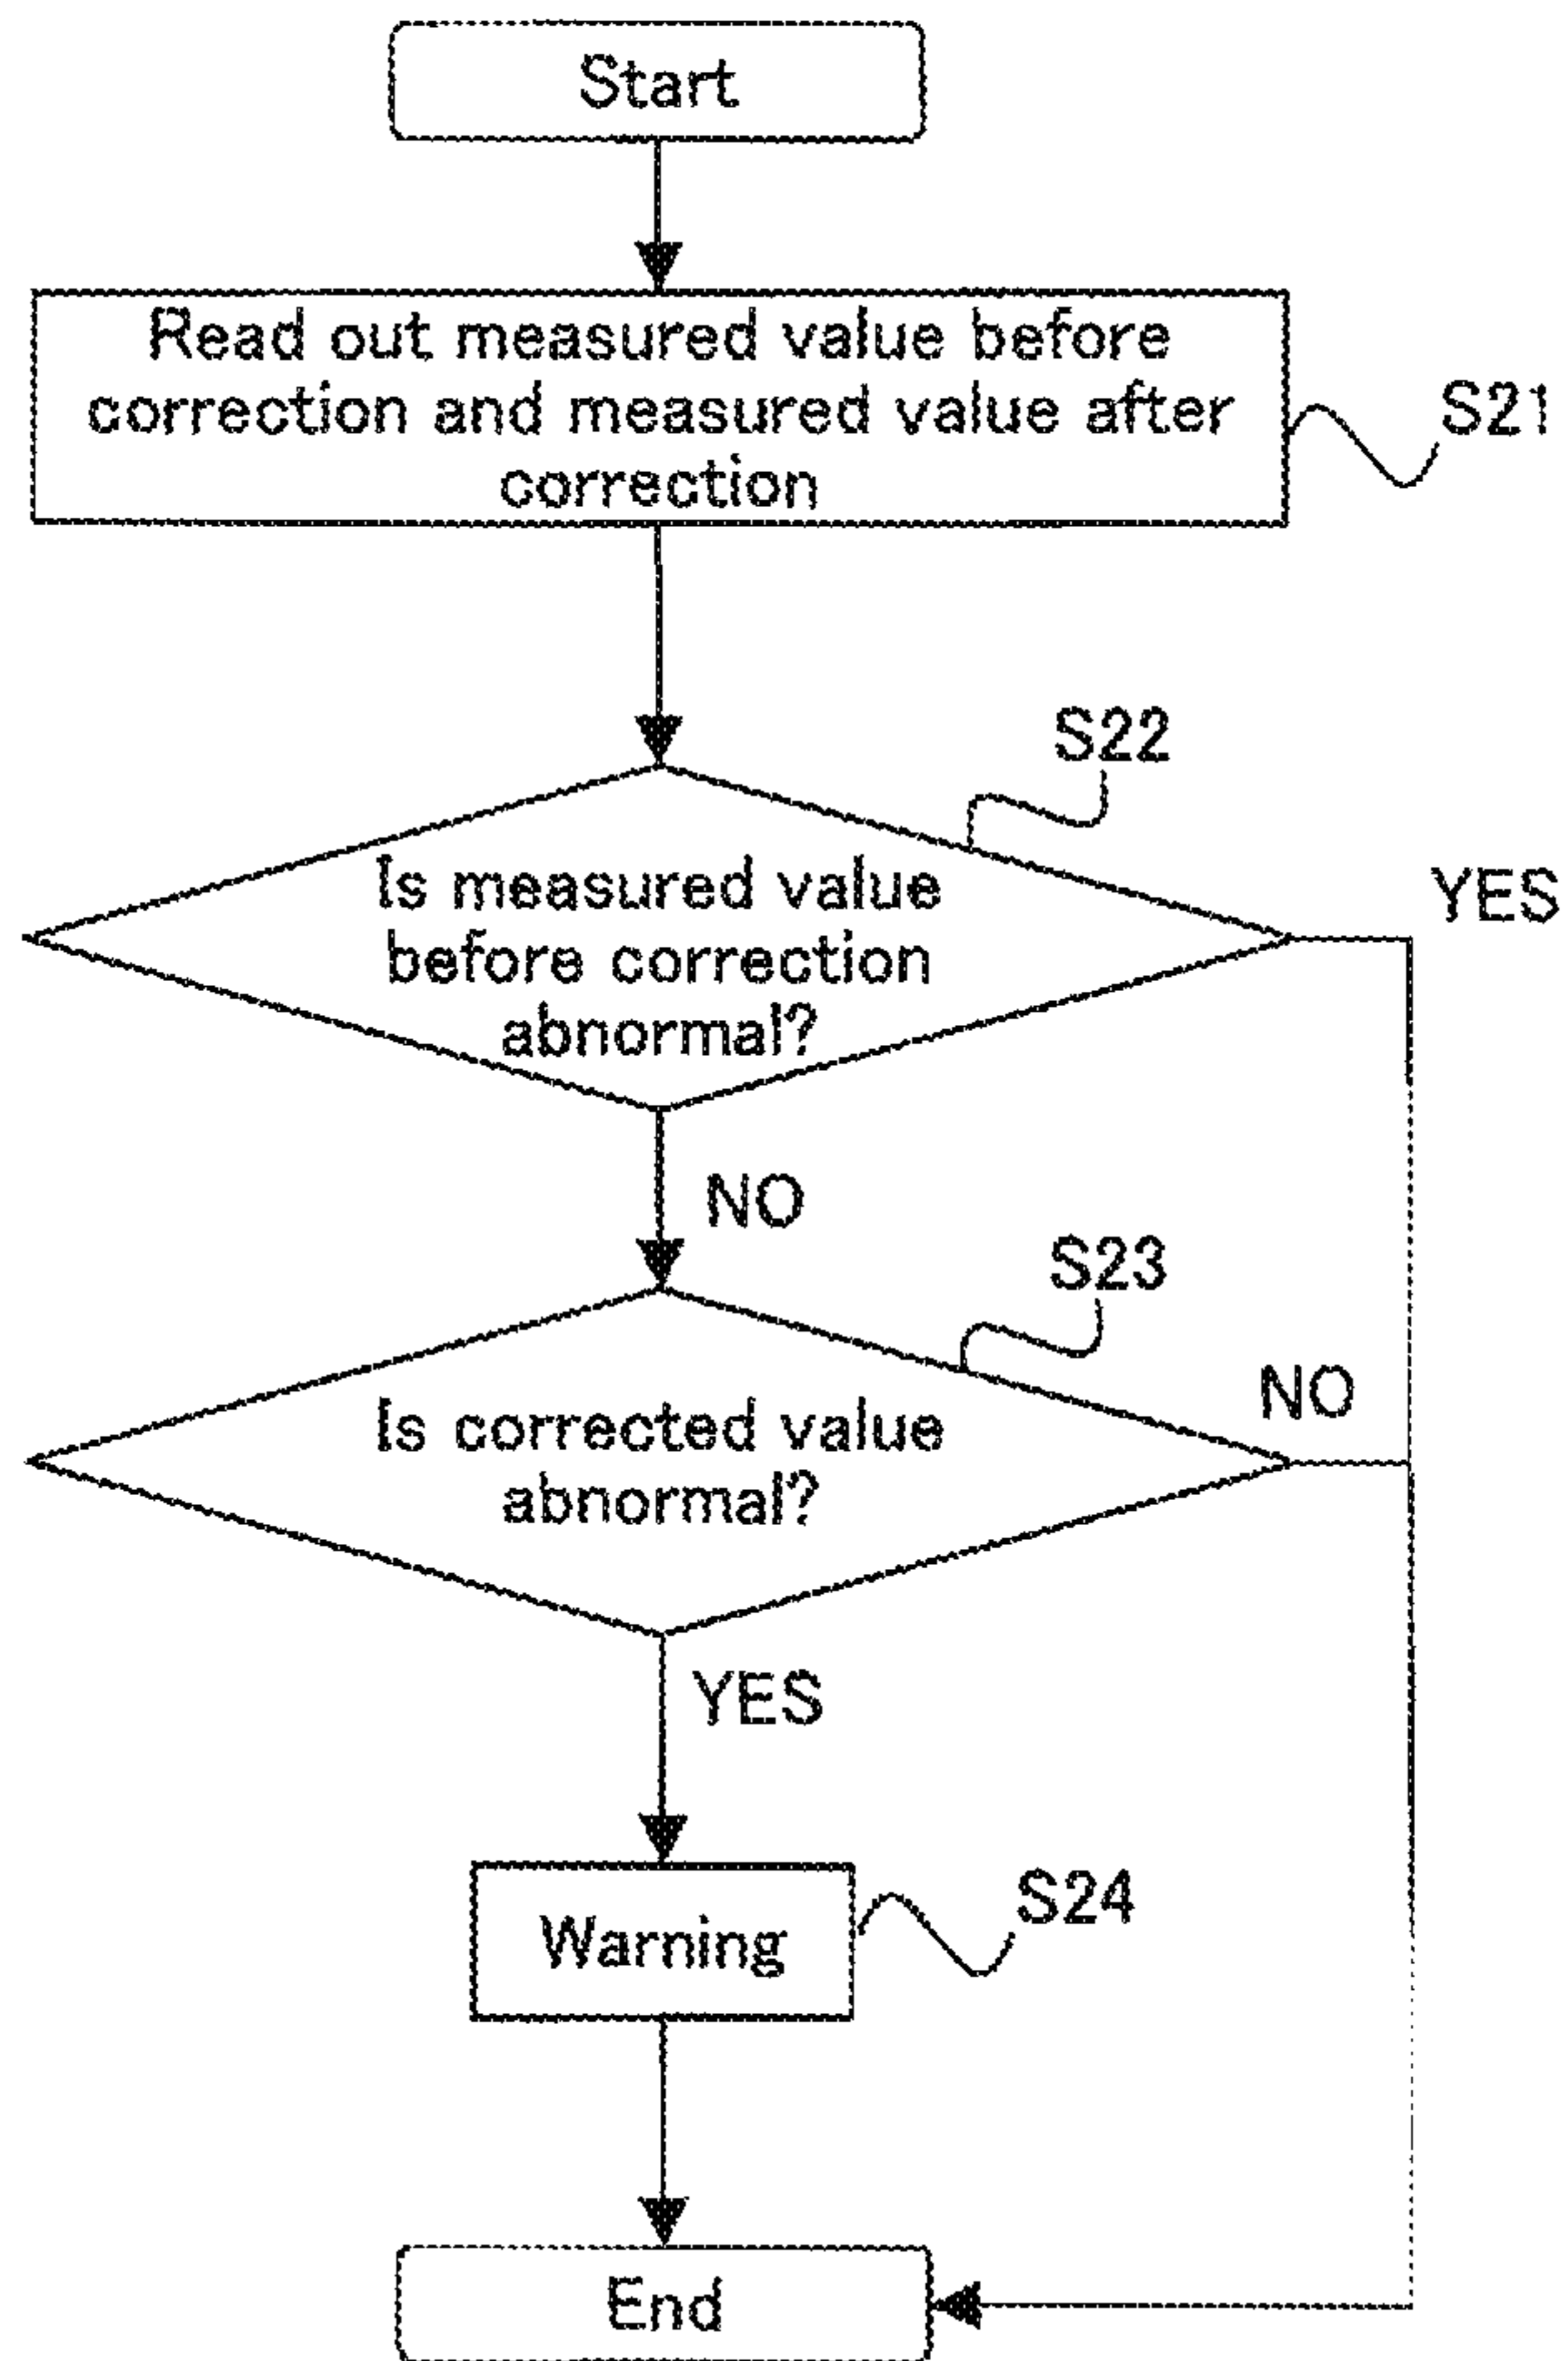 Start
Read out measured value before
correction and measured value after
correction
S21
S22
Is measured value
before correction
abnormal?
YES
NO
S23
Is corrected value
abnormal?
NO
YES
Warning
S24
End